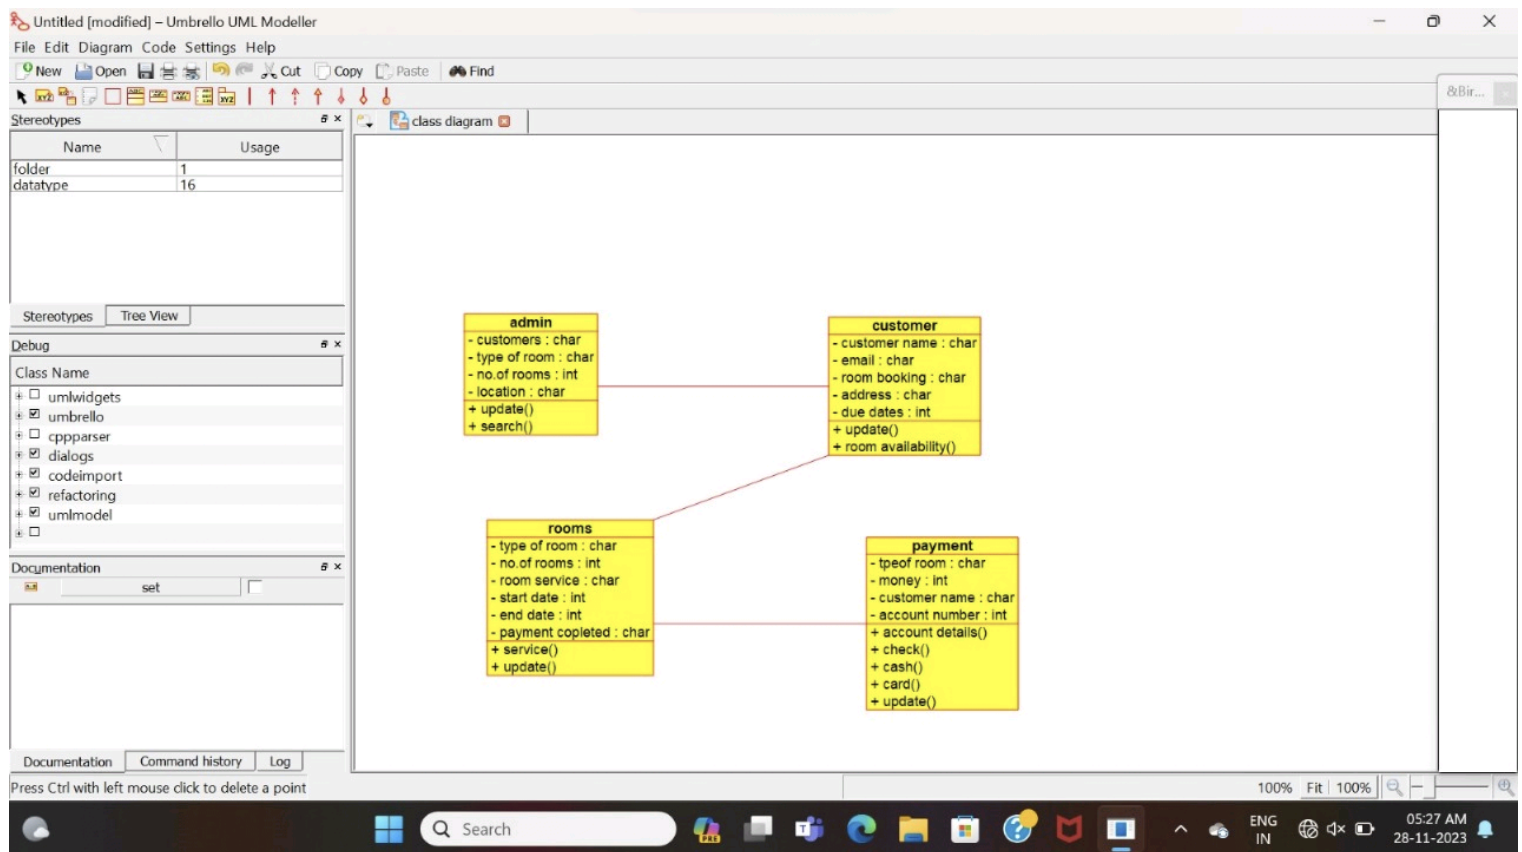 Untitled [modified] – Umbrello UML Modeller
File Edit Diagram Code Settings Help
New Open Cut Copy Paste Find
&Bir...
Stereotypes
class diagram
Name Usage
folder 1
datatype 16
Stereotypes Tree View
Debug
Class Name
umlwidgets
umbrello
cppparser
dialogs
codeimport
refactoring
umlmodel
Documentation
set
Documentation Command history Log
admin
- customers : char
- type of room : char
- no.of rooms : int
- location : char
+ update()
+ search()
customer
- customer name : char
- email : char
- room booking : char
- address : char
- due dates : int
+ update()
+ room availability()
rooms
- type of room : char
- no.of rooms : int
- room service : char
- start date : int
- end date : int
- payment copleted : char
+ service()
+ update()
payment
- tpeof room : char
- money : int
- customer name : char
- account number : int
+ account details()
+ check()
+ cash()
+ card()
+ update()
Press Ctrl with left mouse click to delete a point
100% Fit 100%
Search
PRE
ENG
IN
05:27 AM
28-11-2023